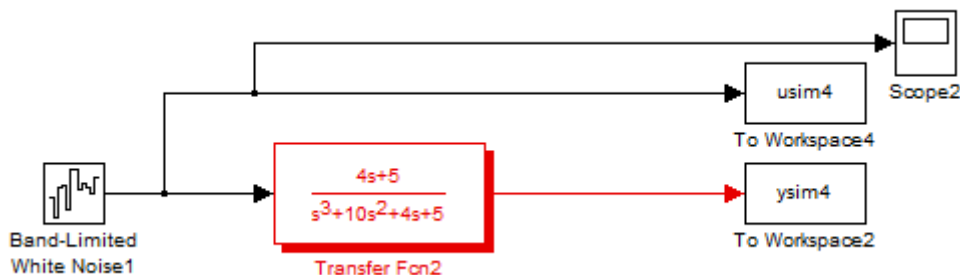 Scope2
usim4
To Workspace4
4s+5
s³+10s²+4s+5
ysim4
Band-Limited
White Noise1
Transfer Fcn2
To Workspace2